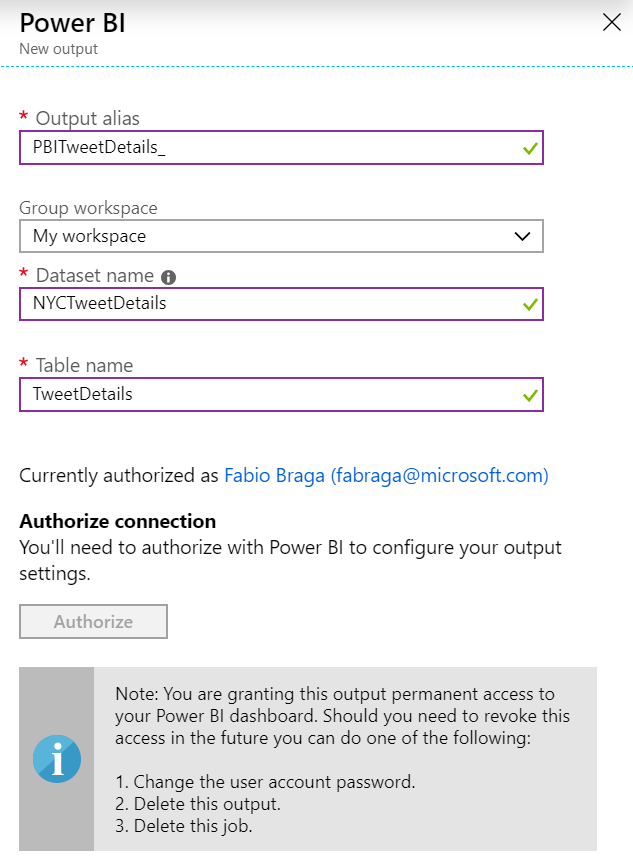 Power BI
New output
* Output alias
PBITweetDetails_
Group workspace
My workspace
* Dataset name
NYCTweetDetails
* Table name
TweetDetails
Currently authorized as Fabio Braga (fabraga@microsoft.com)
Authorize connection
You'll need to authorize with Power BI to configure your output
settings.
Authorize
Note: You are granting this output permanent access to
your Power BI dashboard. Should you need to revoke this
access in the future you can do one of the following:
1. Change the user account password.
2. Delete this output.
3. Delete this job.